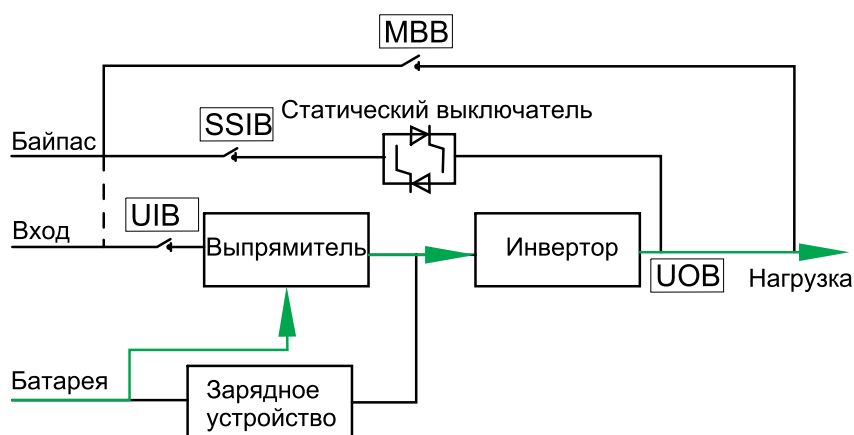 MBB
Статический выключатель
SSIB
Байпас
UIB
Вход
Выпрямитель
Инвертор
UOB
Нагрузка
Батарея
Зарядное
устройство